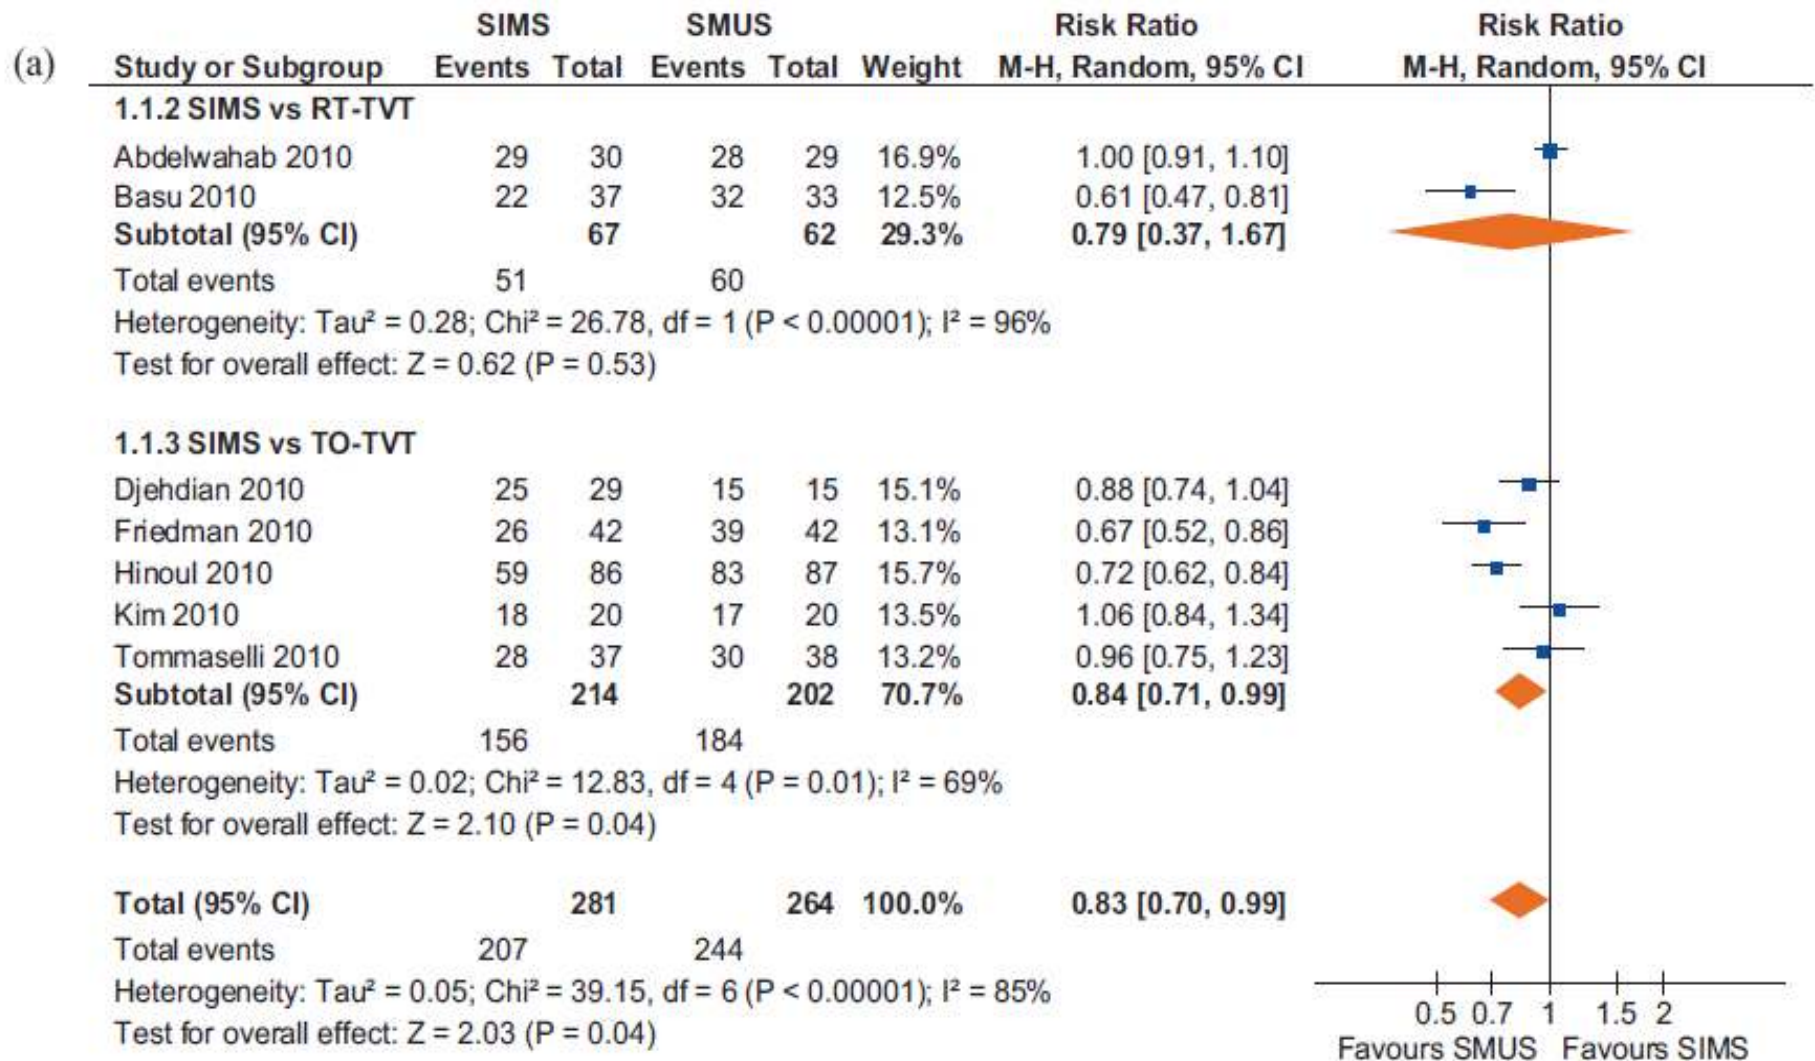 (a)
SIMS SMUS Risk Ratio Risk Ratio
Study or Subgroup Events Total Events Total Weight M-H, Random, 95% CI M-H, Random, 95% CI
1.1.2 SIMS vs RT-TVT
Abdelwahab 2010 29 30 28 29 16.9% 1.00 [0.91, 1.10]
Basu 2010 22 37 32 33 12.5% 0.61 [0.47, 0.81]
Subtotal (95% CI) 67 62 29.3% 0.79 [0.37, 1.67]
Total events 51 60
Heterogeneity: Tau² = 0.28; Chi² = 26.78, df = 1 (P < 0.00001); I² = 96%
Test for overall effect: Z = 0.62 (P = 0.53)
1.1.3 SIMS vs TO-TVT
Djehdian 2010 25 29 15 15 15.1% 0.88 [0.74, 1.04]
Friedman 2010 26 42 39 42 13.1% 0.67 [0.52, 0.86]
Hinoul 2010 59 86 83 87 15.7% 0.72 [0.62, 0.84]
Kim 2010 18 20 17 20 13.5% 1.06 [0.84, 1.34]
Tommaselli 2010 28 37 30 38 13.2% 0.96 [0.75, 1.23]
Subtotal (95% CI) 214 202 70.7% 0.84 [0.71, 0.99]
Total events 156 184
Heterogeneity: Tau² = 0.02; Chi² = 12.83, df = 4 (P = 0.01); I² = 69%
Test for overall effect: Z = 2.10 (P = 0.04)
Total (95% CI) 281 264 100.0% 0.83 [0.70, 0.99]
Total events 207 244
Heterogeneity: Tau² = 0.05; Chi² = 39.15, df = 6 (P < 0.00001); I² = 85%
Test for overall effect: Z = 2.03 (P = 0.04)
0.5 0.7 1 1.5 2
Favours SMUS Favours SIMS